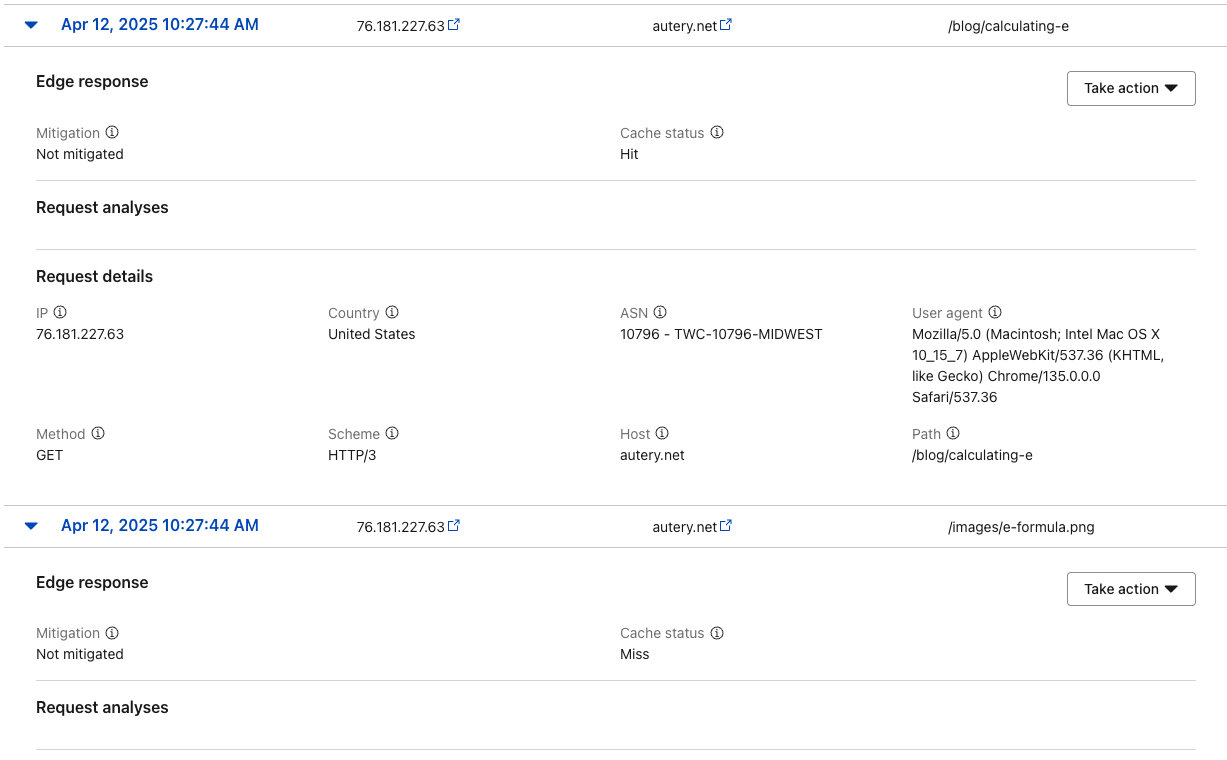 Apr 12, 2025 10:27:44 AM 76.181.227.63 autery.net /blog/calculating-e
Edge response
Take action
Mitigation Cache status
Not mitigated Hit
Request analyses
Request details
IP Country ASN User agent
76.181.227.63 United States 10796 - TWC-10796-MIDWEST Mozilla/5.0 (Macintosh; Intel Mac OS X
10_15_7) AppleWebKit/537.36 (KHTML,
like Gecko) Chrome/135.0.0.0
Safari/537.36
Method Scheme Host Path
GET HTTP/3 autery.net /blog/calculating-e
Apr 12, 2025 10:27:44 AM 76.181.227.63 autery.net /images/e-formula.png
Edge response
Take action
Mitigation Cache status
Not mitigated Miss
Request analyses